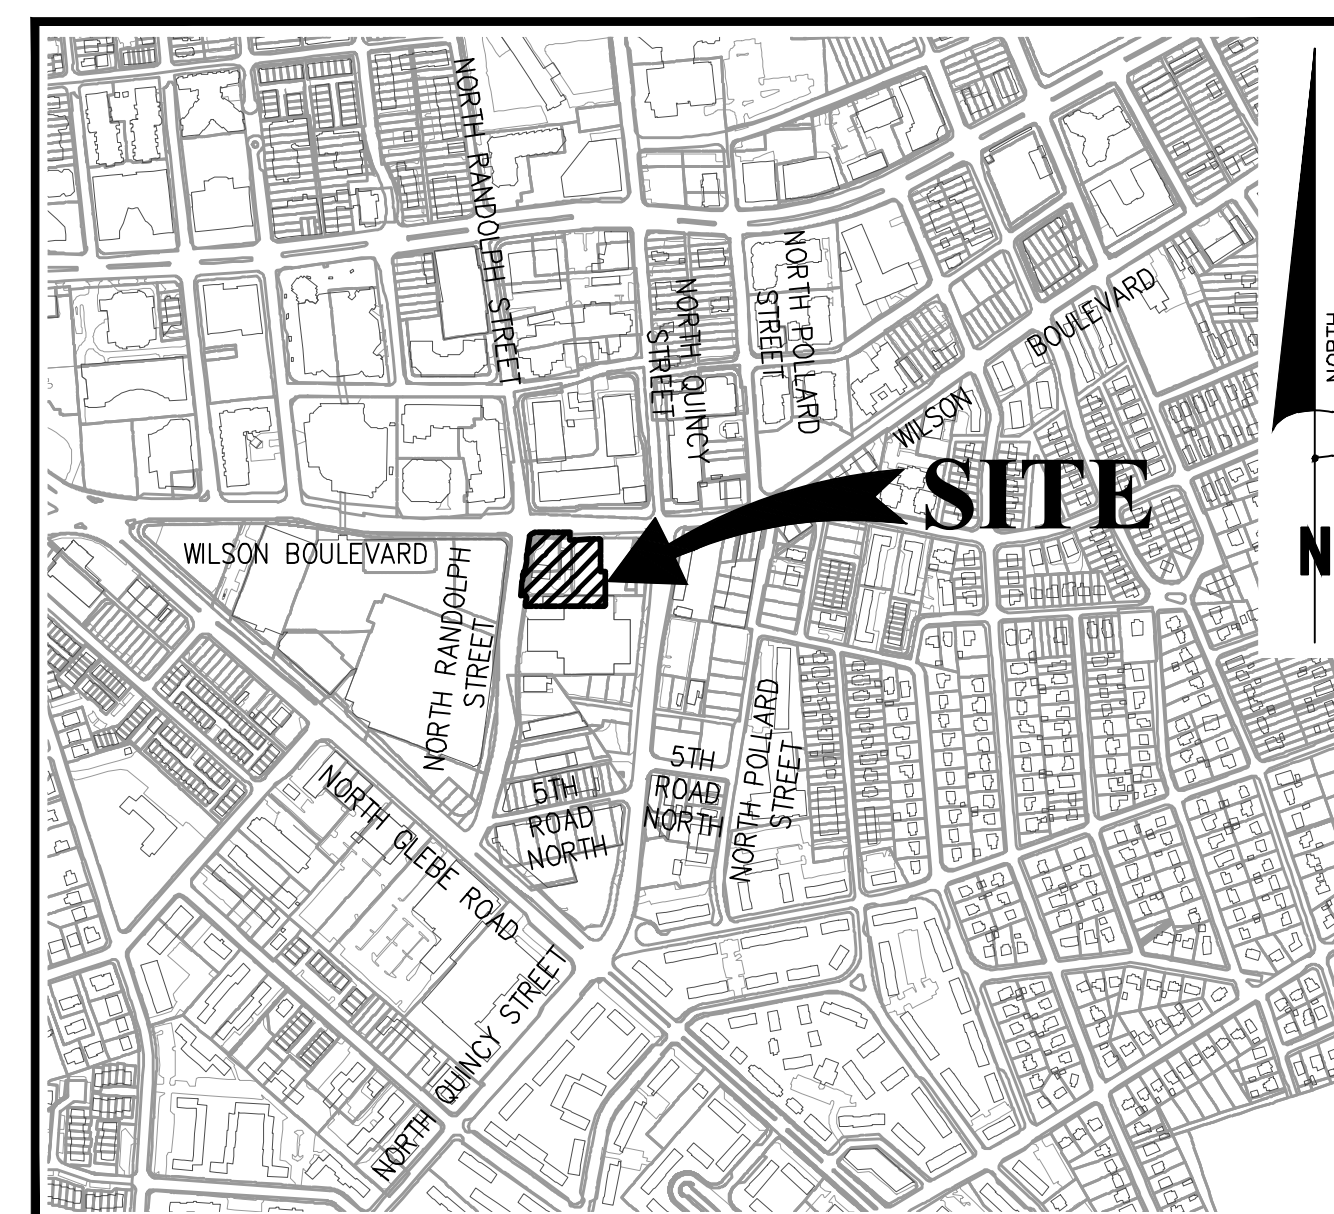 NORTH RANDOLPH STREET
NORTH QUINCY
STREET
NORTH POLLARD
STREET
WILSON
BOULEVARD
SITE
WILSON BOULEVARD
NORTH RANDOLPH
STREET
5TH
ROAD
NORTH
5TH
ROAD
NORTH
NORTH POLLARD
STREET
NORTH GLEBE ROAD
NORTH QUINCY STREET
N